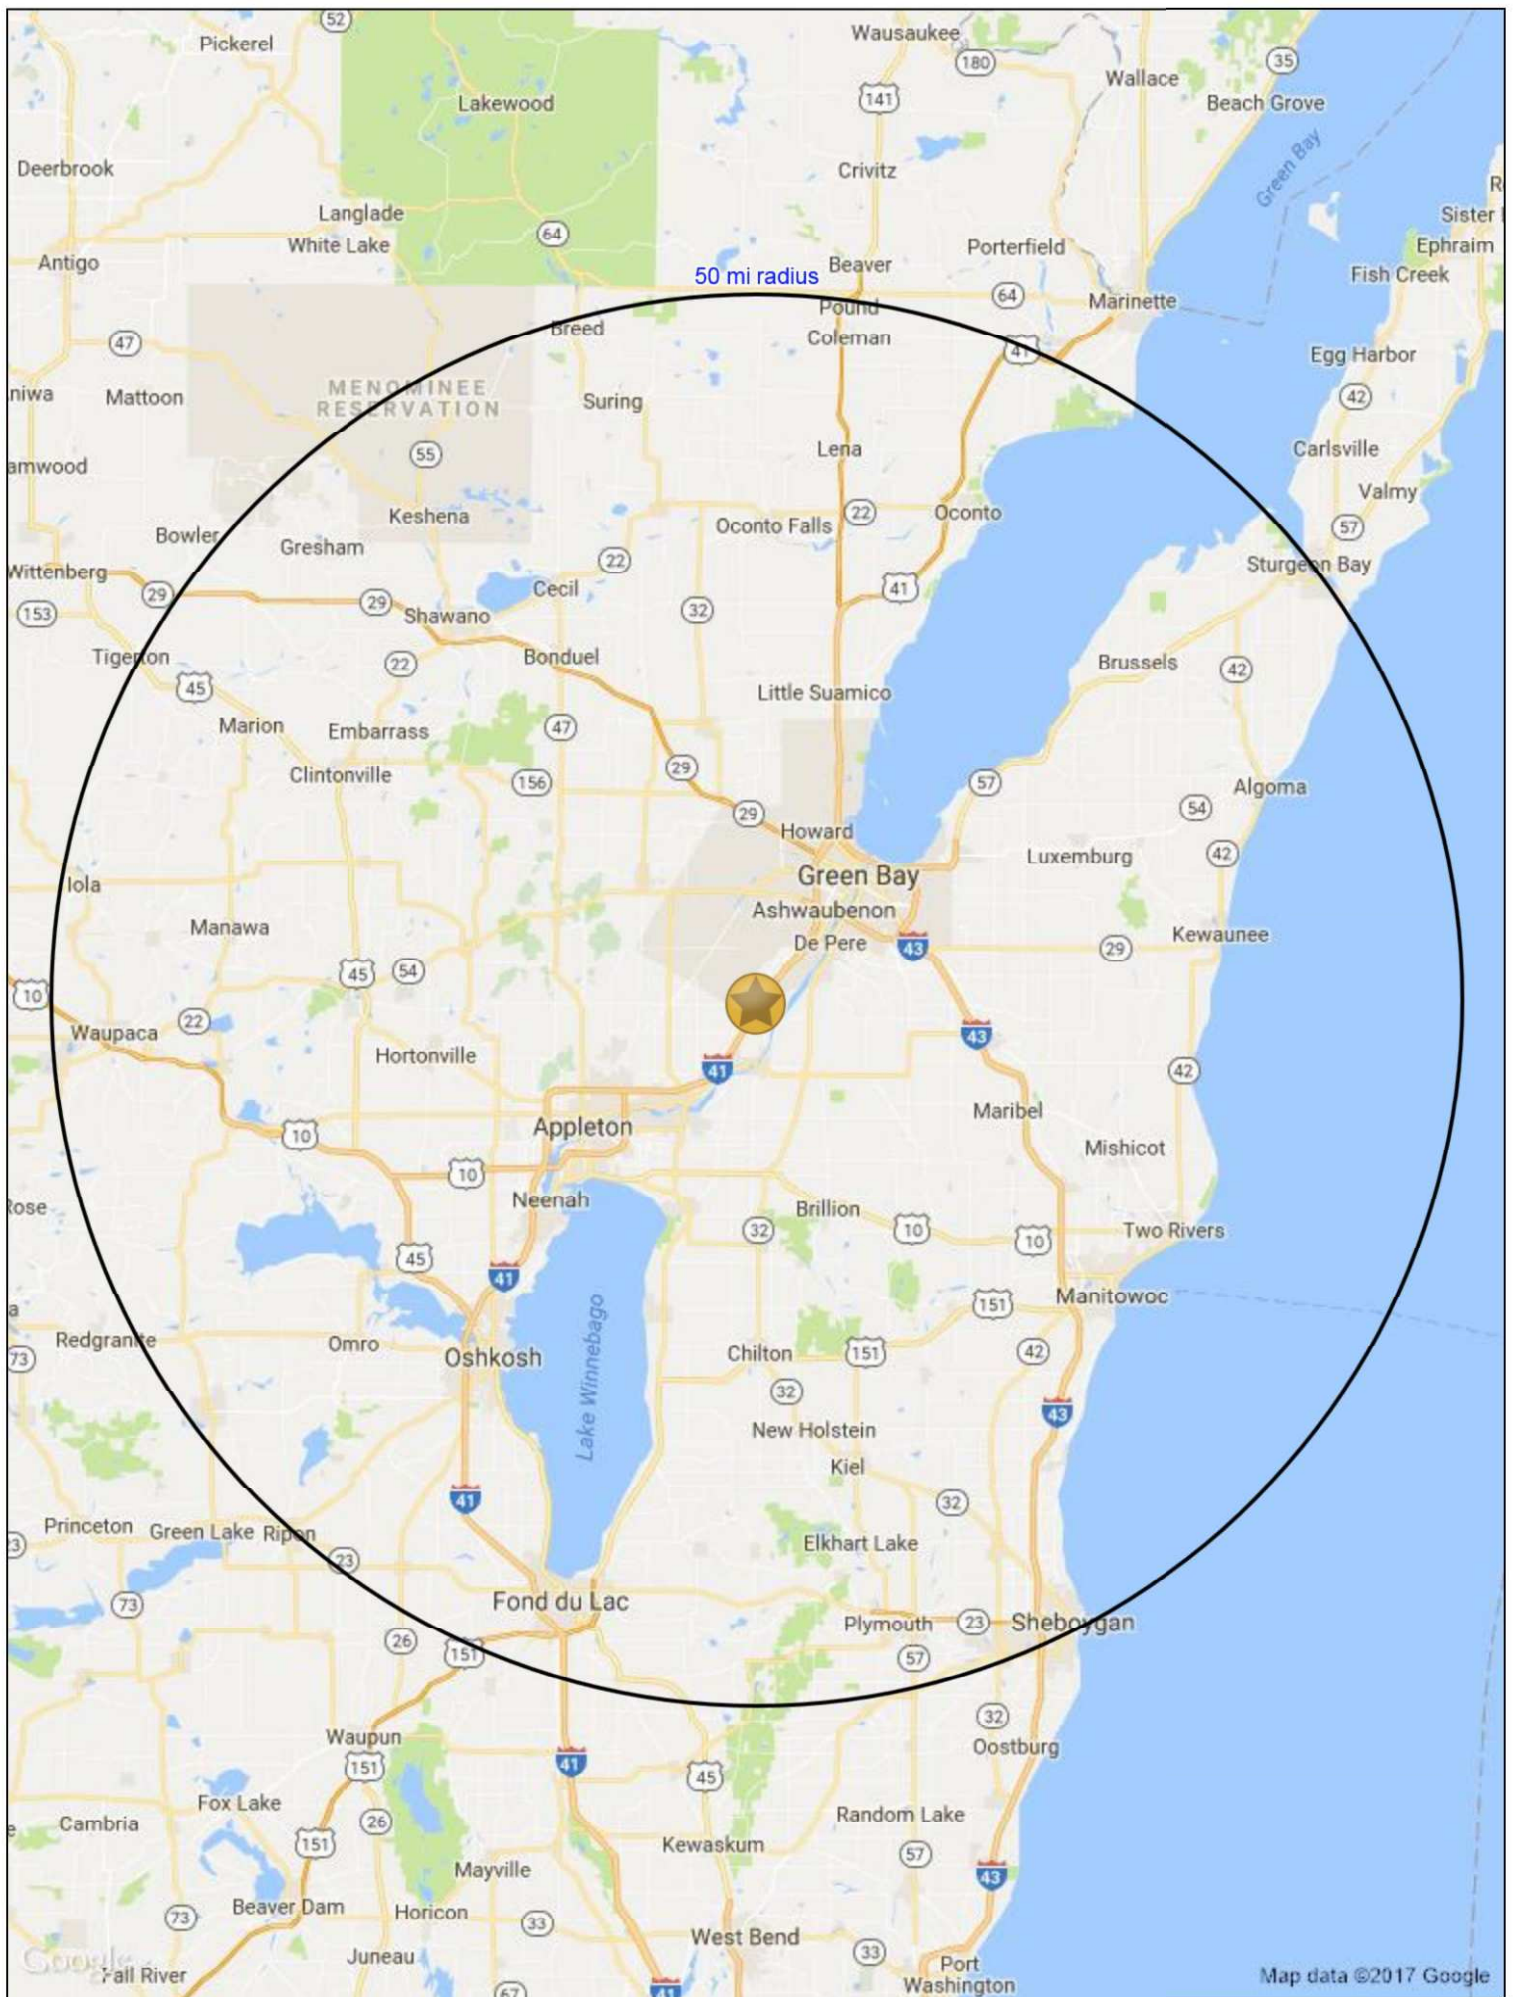 52
Pickerel
Wausaukee
180
35
Wallace
141
Lakewood
Beach Grove
Green Bay
Deerbrook
Crivitz
Langlade
Sister
64
White Lake
Porterfield
Ephraim
Antigo
Beaver
Fish Creek
50 mi radius
64
Marinette
Pound
Breed
Coleman
47
41
Egg Harbor
MENOMINEE
RESERVATION
Mattoon
Suring
42
Lena
Carlsville
55
Valmy
Keshena
Oconto Falls
22
Oconto
57
Bowler
Gresham
22
Sturgeon Bay
Wittenberg
29
29
Cecil
41
153
Shawano
32
Tigerton
22
Bonduel
Brussels
42
45
Little Suamico
Marion
Embarrass
47
Clintonville
156
29
57
Algoma
54
29
Howard
Luxemburg
42
Iola
Green Bay
Ashwaubenon
Manawa
De Pere
43
29
Kewaunee
45
54
10
22
Waupaca
43
Hortonville
41
42
Maribel
10
Appleton
Mishicot
10
Neenah
Brillion
32
10
10
Two Rivers
45
41
Lake Winnebago
151
Manitowoc
Redgranite
Omro
73
Oshkosh
Chilton
151
42
32
43
New Holstein
Kiel
41
32
Princeton
Green Lake
Ripon
23
Elkhart Lake
73
Fond du Lac
Plymouth
23
Sheboygan
26
151
57
32
Waupun
Oostburg
151
41
45
Fox Lake
26
Random Lake
Cambria
151
Kewaskum
57
Mayville
43
Beaver Dam
73
Horicon
33
West Bend
33
Juneau
Google
Fall River
Port
Washington
67
41
Map data ©2017 Google